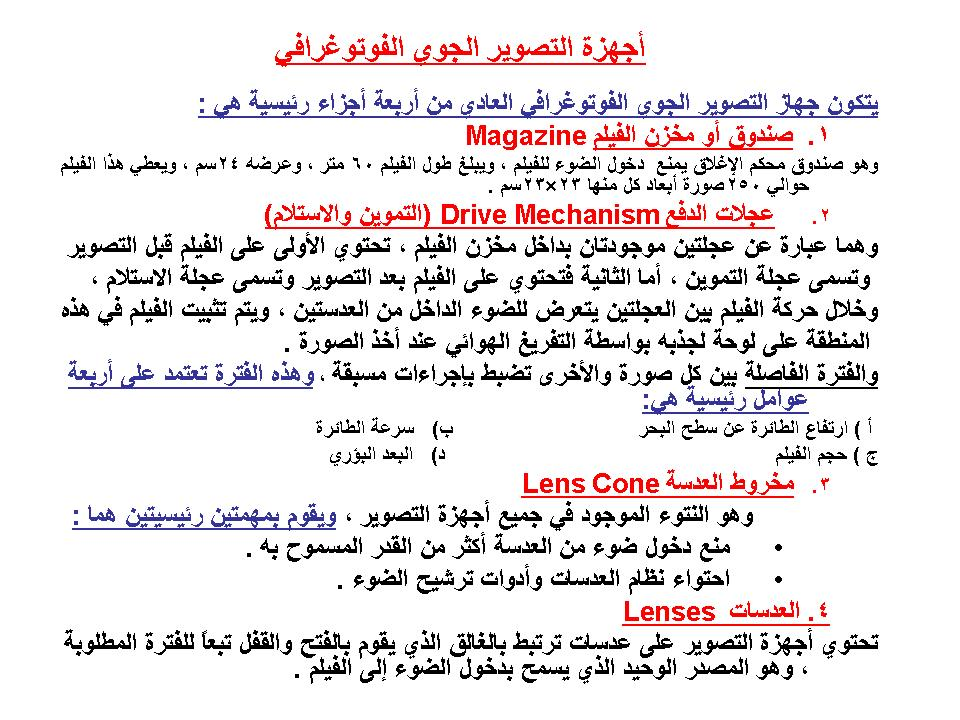 أجهزة التصوير الجوي الفوتوغرافي
يتكون جهاز التصوير الجوي الفوتوغرافي العادي من أربعة أجزاء رئيسية هي :
١. صندوق أو مخزن الفيلم Magazine
وهو صندوق محكم الإغلاق يمنع دخول الضوء للفيلم ، ويبلغ طول الفيلم ٦٠ متر ، وعرضه ٢٤سم ، ويعطي هذا الفيلم
حوالي ٢٥٠ صورة أبعاد كل منها ٢٣×٢٣سم .
٢. عجلات الدفع Drive Mechanism (التموين والاستلام)
وهما عبارة عن عجلتين موجودتان بداخل مخزن الفيلم ، تحتوي الأولى على الفيلم قبل التصوير
وتسمى عجلة التموين ، أما الثانية فتحتوي على الفيلم بعد التصوير وتسمى عجلة الاستلام ،
وخلال حركة الفيلم بين العجلتين يتعرض للضوء الداخل من العدستين ، ويتم تثبيت الفيلم في هذه
المنطقة على لوحة لجذبه بواسطة التفريغ الهوائي عند أخذ الصورة .
والفترة الفاصلة بين كل صورة والأخرى تضبط بإجراءات مسبقة ، وهذه الفترة تعتمد على أربعة
عوامل رئيسية هي:
أ ) ارتفاع الطائرة عن سطح البحر ب) سرعة الطائرة
ج ) حجم الفيلم د) البعد البؤري
٣. مخروط العدسة Lens Cone
وهو النتوء الموجود في جميع أجهزة التصوير ، ويقوم بمهمتين رئيسيتين هما :
• منع دخول ضوء من العدسة أكثر من القدر المسموح به .
• احتواء نظام العدسات وأدوات ترشيح الضوء .
٤. العدسات Lenses
تحتوي أجهزة التصوير على عدسات ترتبط بالغالق الذي يقوم بالفتح والقفل تبعاً للفترة المطلوبة
، وهو المصدر الوحيد الذي يسمح بدخول الضوء إلى الفيلم .